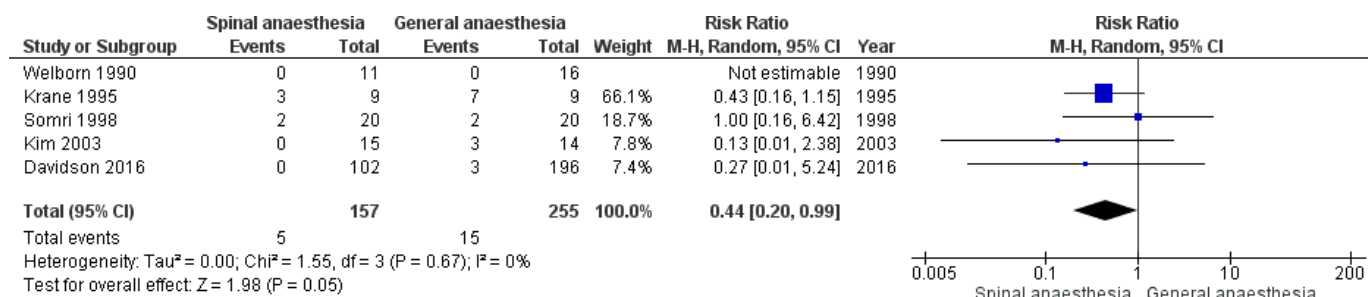 Spinal anaesthesia General anaesthesia Risk Ratio Risk Ratio
Study or Subgroup Events Total Events Total Weight M-H, Random, 95% CI Year M-H, Random, 95% CI
Welborn 1990 0 11 0 16 Not estimable 1990
Krane 1995 3 9 7 9 66.1% 0.43 [0.16, 1.15] 1995
Somri 1998 2 20 2 20 18.7% 1.00 [0.16, 6.42] 1998
Kim 2003 0 15 3 14 7.8% 0.13 [0.01, 2.38] 2003
Davidson 2016 0 102 3 196 7.4% 0.27 [0.01, 5.24] 2016
Total (95% CI) 157 255 100.0% 0.44 [0.20, 0.99]
Total events 5 15
Heterogeneity: Tau² = 0.00; Chi² = 1.55, df = 3 (P = 0.67); I² = 0%
Test for overall effect: Z = 1.98 (P = 0.05)
0.005 0.1 1 10 200
Spinal anaesthesia General anaesthesia